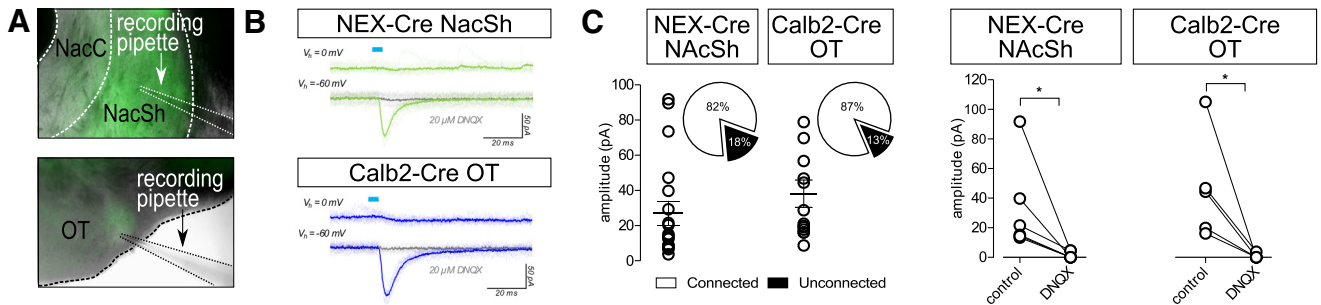 A
NacC
recording
pipette
NacSh
recording
pipette
OT
B
NEX-Cre NacSh
Vh = 0 mV
Vh = -60 mV
20 µM DNQX
50 pA
20 ms
Calb2-Cre OT
Vh = 0 mV
Vh = -60 mV
20 µM DNQX
50 pA
20 ms
C
NEX-Cre
NAcSh
Calb2-Cre
OT
amplitude (pA)
100
80
60
40
20
0
82%
18%
87%
13%
Connected
Unconnected
NEX-Cre
NAcSh
Calb2-Cre
OT
amplitude (pA)
120
100
80
60
40
20
0
*
*
control
DNQX
control
DNQX